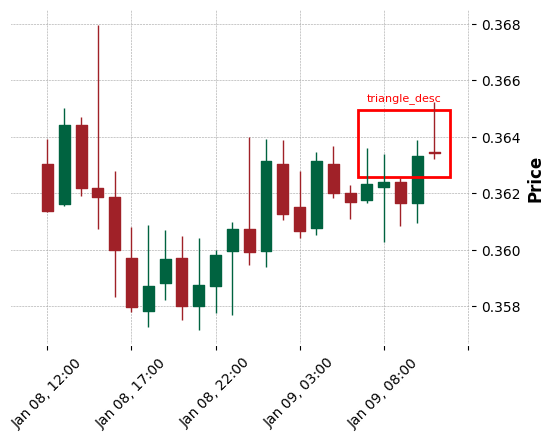 0.368
0.366
triangle_desc
0.364
0.362
0.360
0.358
Price
Jan 08, 12:00
Jan 08, 17:00
Jan 08, 22:00
Jan 09, 03:00
Jan 09, 08:00